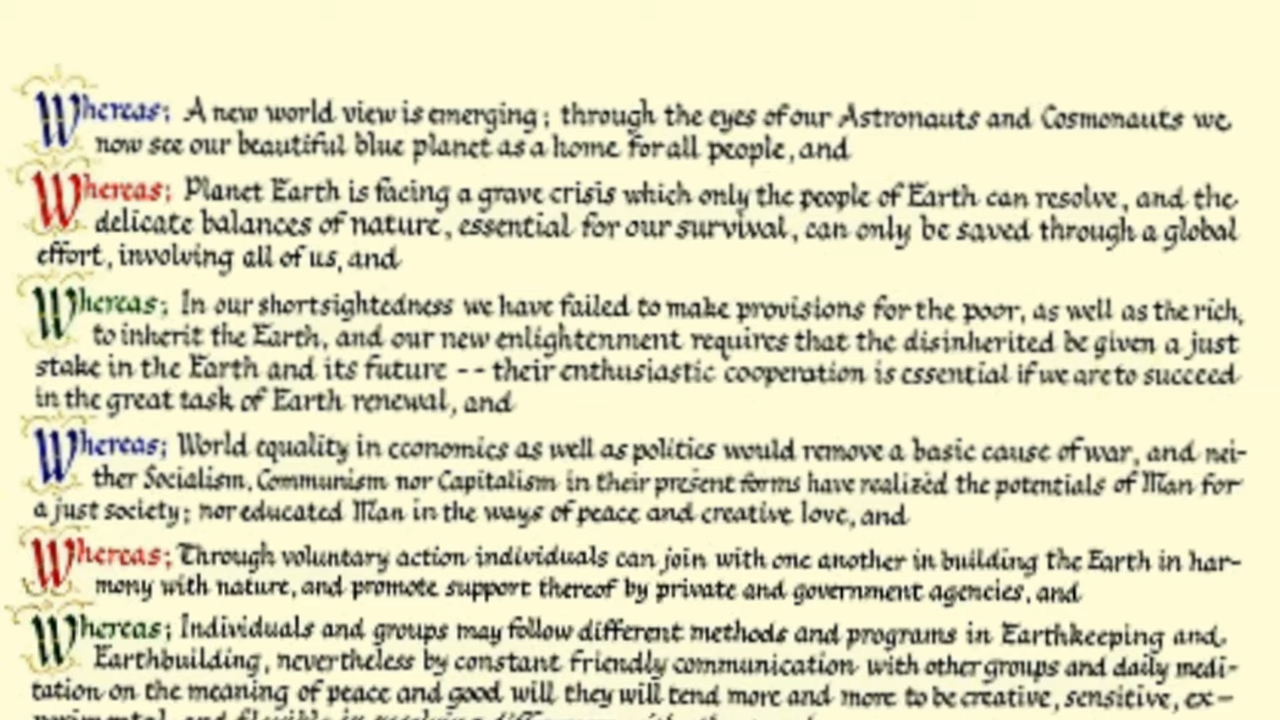 Whereas: A new world view is emerging; through the eyes of our Astronauts and Cosmonauts we
now see our beautiful blue planet as a home for all people, and
Whereas: Planet Earth is facing a grave crisis which only the people of Earth can resolve, and the
delicate balances of nature, essential for our survival, can only be saved through a global
effort, involving all of us, and
Whereas: In our shortsightedness we have failed to make provisions for the poor, as well as the rich,
to inherit the Earth, and our new enlightenment requires that the disinherited be given a just
stake in the Earth and its future -- their enthusiastic cooperation is essential if we are to succeed
in the great task of Earth renewal, and
Whereas: World equality in economics as well as politics would remove a basic cause of war, and nei-
ther Socialism, Communism nor Capitalism in their present forms have realized the potentials of Man for
a just society; nor educated Man in the ways of peace and creative love, and
Whereas: Through voluntary action individuals can join with one another in building the Earth in har-
mony with nature, and promote support thereof by private and government agencies, and
Whereas: Individuals and groups may follow different methods and programs in Earthkeeping and
Earthbuilding, nevertheless by constant friendly communication with other groups and daily medi-
tation on the meaning of peace and good will they will tend more and more to be creative, sensitive, ex-
perimental, and flexible in resolving differences with others, and